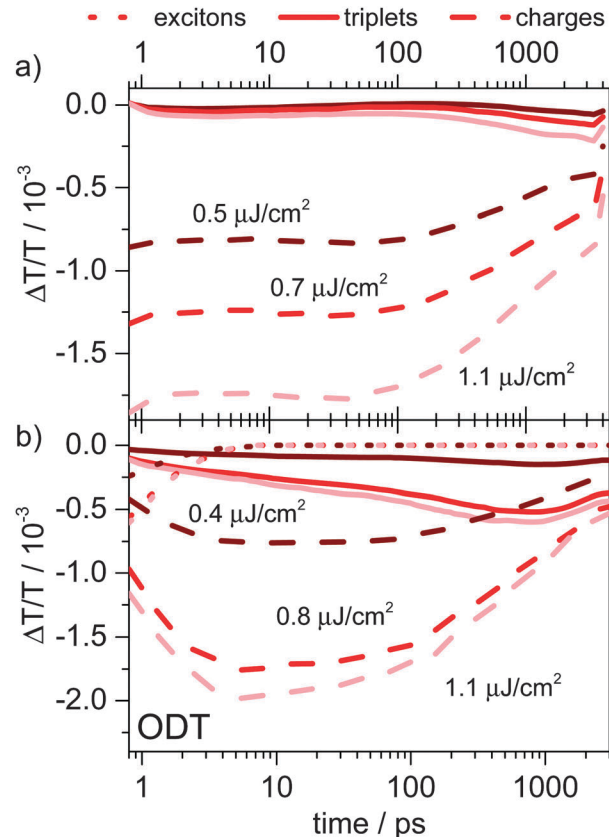 excitons triplets charges
1 10 100 1000
a)
0.0
-0.5
-1.0
-1.5
ΔT/T / 10⁻³
0.5 μJ/cm²
0.7 μJ/cm²
1.1 μJ/cm²
b)
0.0
-0.5
-1.0
-1.5
-2.0
ΔT/T / 10⁻³
0.4 μJ/cm²
0.8 μJ/cm²
1.1 μJ/cm²
ODT
1 10 100 1000
time / ps